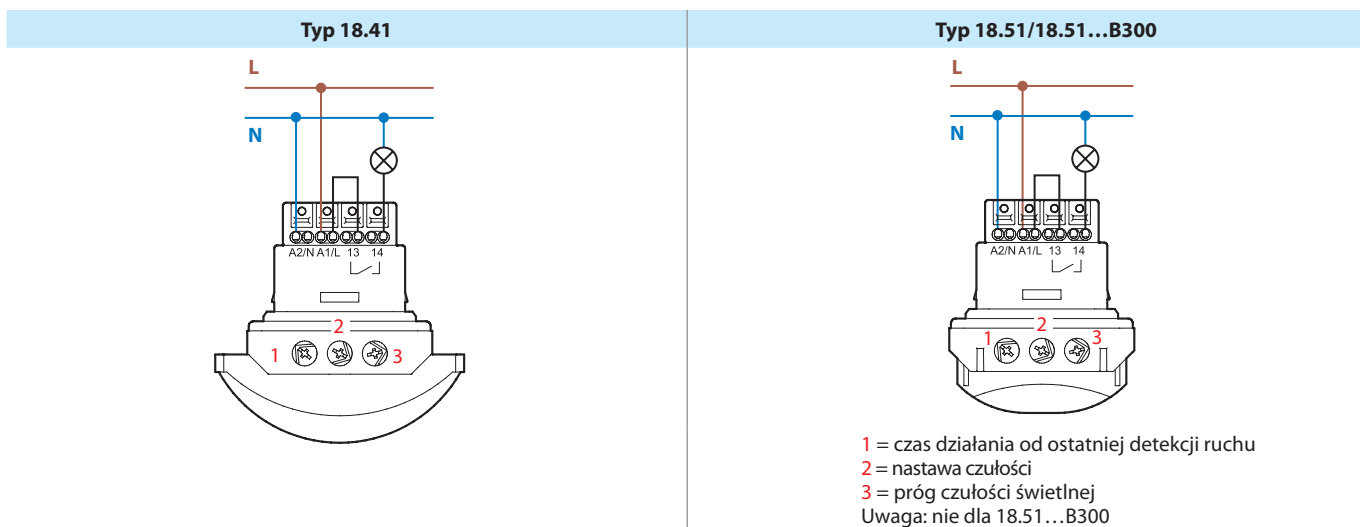 Typ 18.41
L
N
A2/N A1/L 13 14
1
2
3
Typ 18.51/18.51…B300
L
N
A2/N A1/L 13 14
1
2
3
1 = czas działania od ostatniej detekcji ruchu
2 = nastawa czułości
3 = próg czułości świetlnej
Uwaga: nie dla 18.51…B300